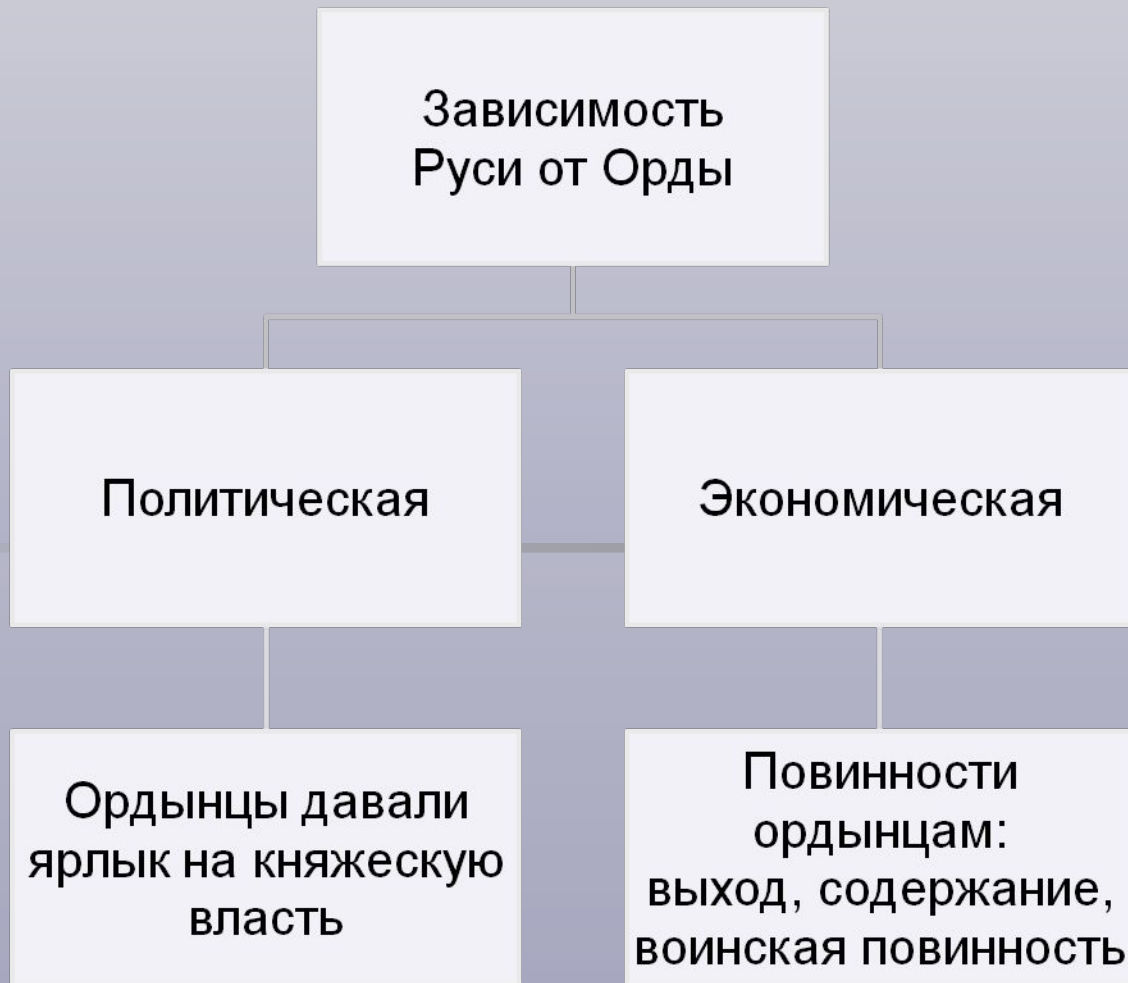 Зависимость
Руси от Орды
Политическая
Экономическая
Ордынцы давали
ярлык на княжескую
власть
Повинности
ордынцам:
выход, содержание,
воинская повинность